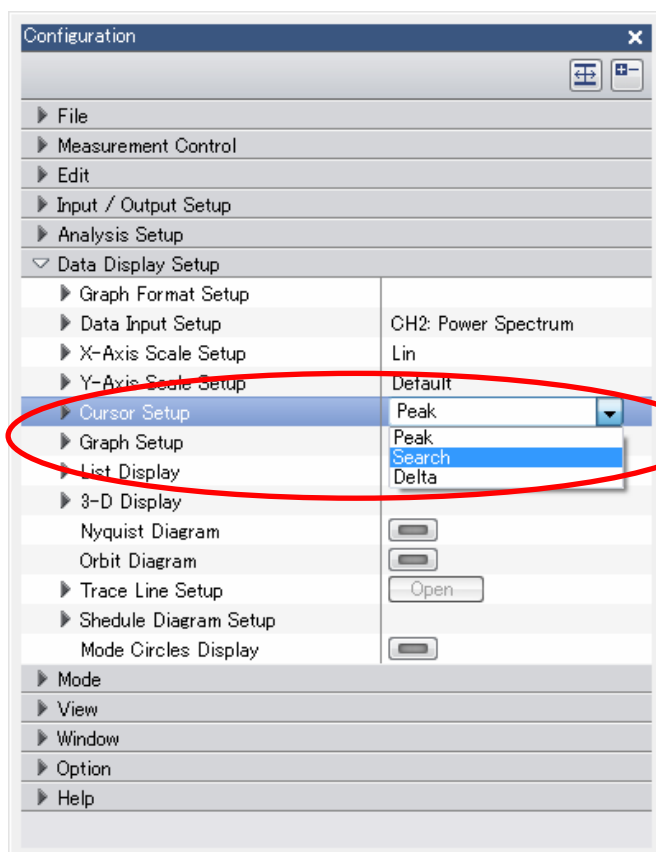 Configuration
File
Measurement Control
Edit
Input / Output Setup
Analysis Setup
Data Display Setup
Graph Format Setup
Data Input Setup CH2: Power Spectrum
X-Axis Scale Setup Lin
Y-Axis Scale Setup Default
Cursor Setup Peak
Graph Setup Peak
Search
List Display Delta
3-D Display
Nyquist Diagram
Orbit Diagram
Trace Line Setup Open
Shedule Diagram Setup
Mode Circles Display
Mode
View
Window
Option
Help